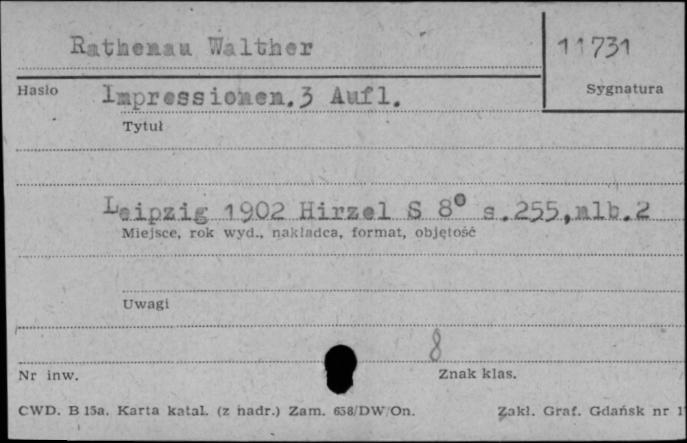 Rathenau Walther
11731
Hasło
Sygnatura
Impressionen.3 Aufl.
Tytuł
Leipzig 1902 Hirzel S 8° s.255,nlb.2
Miejsce, rok wyd., nakładca, format, objętość
Uwagi
8
Nr inw.
Znak klas.
CWD. B 15a. Karta katal. (z nadr.) Zam. 658/DW/On.
Zakł. Graf. Gdańsk nr 1